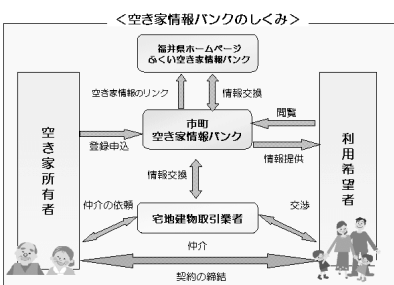 ＜空き家情報バンクのしくみ＞
福井県ホームページ
ふくい空き家情報バンク
空き家情報のリンク
情報交換
市町
空き家情報バンク
閲覧
登録申込
情報提供
空き家所有者
利用希望者
情報交換
仲介の依頼
宅地建物取引業者
交渉
仲介
契約の締結